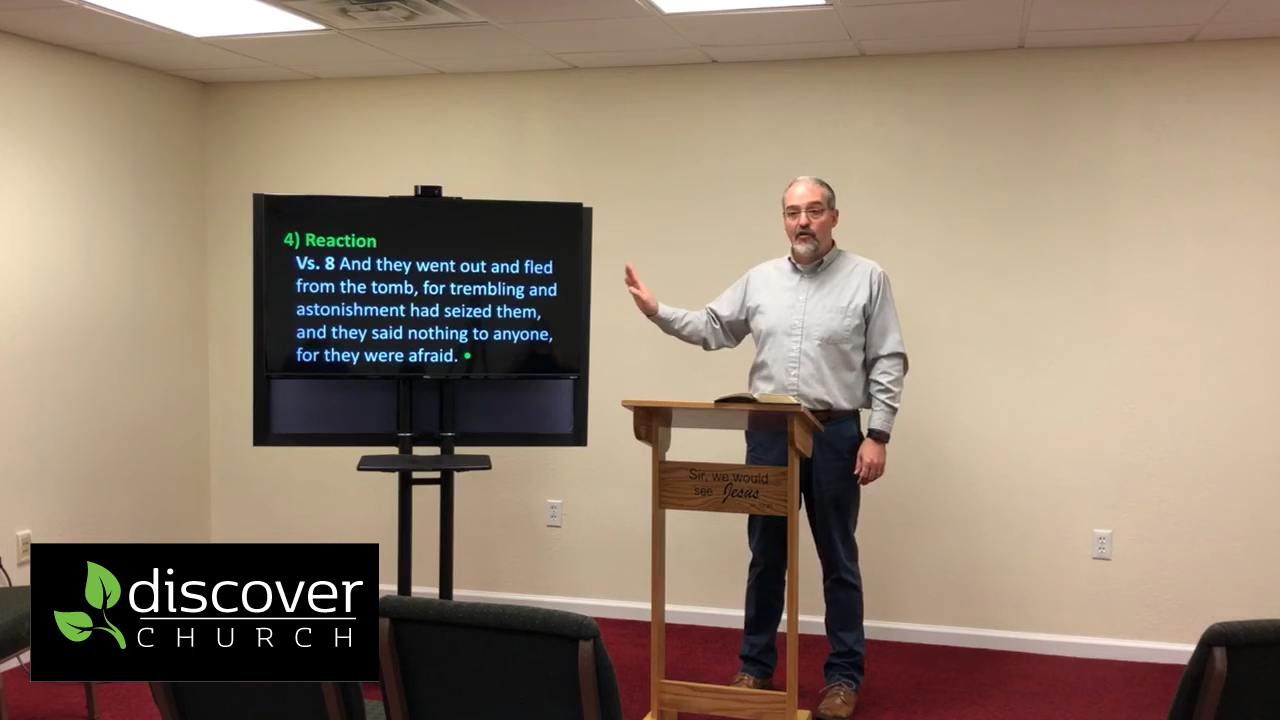 4) Reaction
Vs. 8 And they went out and fled
from the tomb, for trembling and
astonishment had seized them,
and they said nothing to anyone,
for they were afraid.
Sir, we would
see Jesus
discover
CHURCH